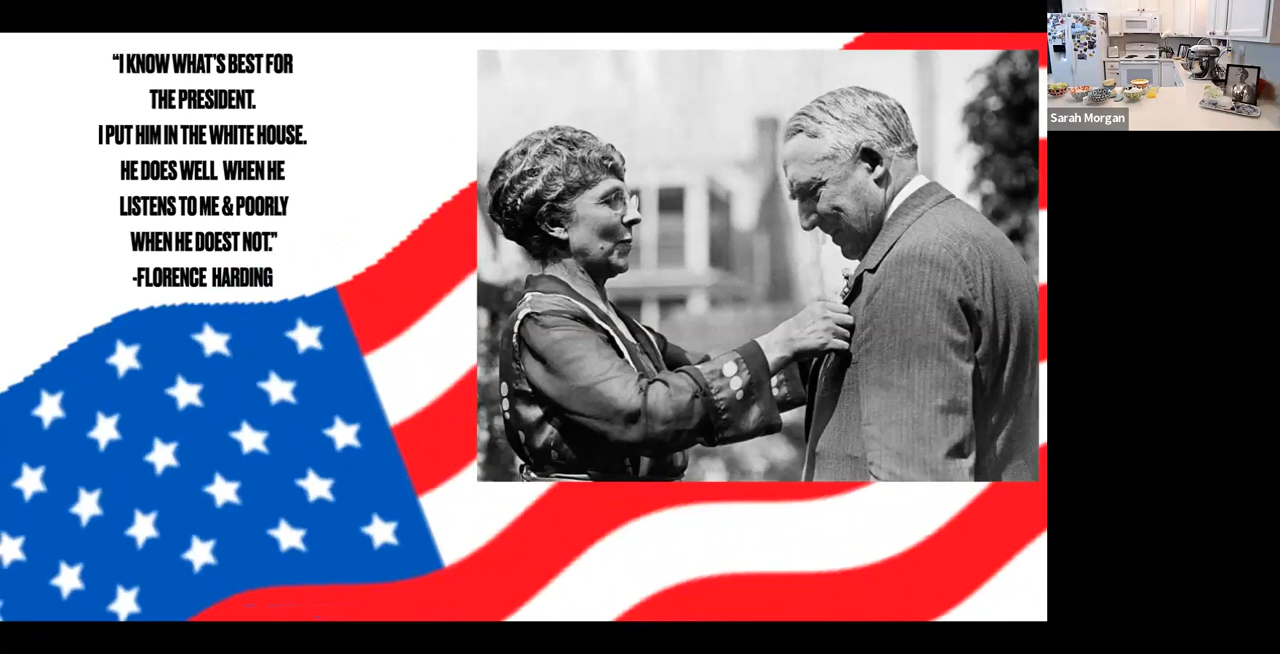 “I KNOW WHAT'S BEST FOR
THE PRESIDENT.
I PUT HIM IN THE WHITE HOUSE.
HE DOES WELL WHEN HE
LISTENS TO ME & POORLY
WHEN HE DOEST NOT.”
-FLORENCE HARDING
Sarah Morgan